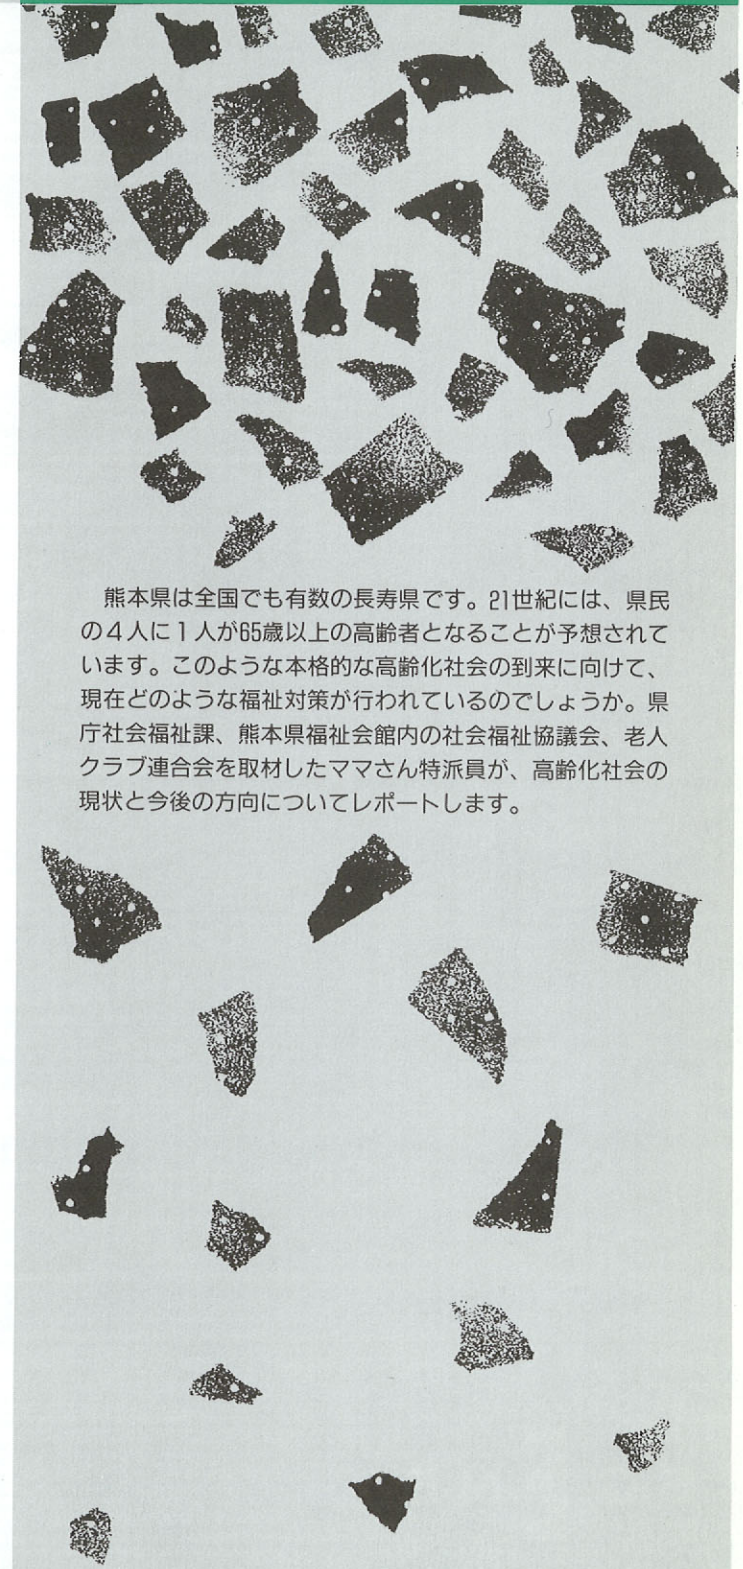 熊本県は全国でも有数の長寿県です。21世紀には、県民
の４人に１人が65歳以上の高齢者となることが予想されて
います。このような本格的な高齢化社会の到来に向けて、
現在どのような福祉対策が行われているのでしょうか。県
庁社会福祉課、熊本県福祉会館内の社会福祉協議会、老人
クラブ連合会を取材したママさん特派員が、高齢化社会の
現状と今後の方向についてレポートします。